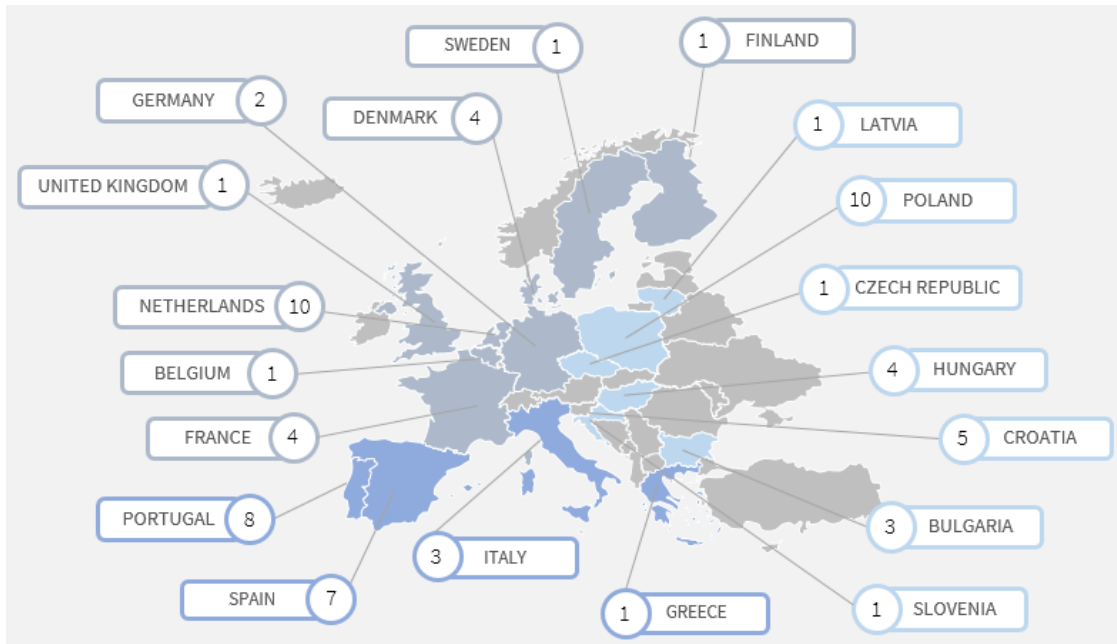 SWEDEN 1
1 FINLAND
GERMANY 2
DENMARK 4
1 LATVIA
UNITED KINGDOM 1
10 POLAND
1 CZECH REPUBLIC
NETHERLANDS 10
BELGIUM 1
4 HUNGARY
FRANCE 4
5 CROATIA
PORTUGAL 8
3 BULGARIA
3 ITALY
SPAIN 7
1 GREECE
1 SLOVENIA